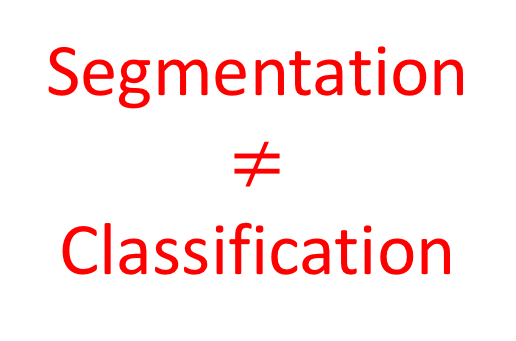 Segmentation
≠
Classification